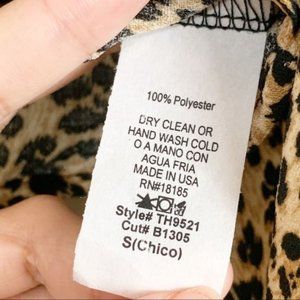 100% Polyester
DRY CLEAN OR
HAND WASH COLD
O A MANO CON
AGUA FRIA
MADE IN USA
RN#18185
Style# TH9521
Cut# B1305
S(Chico)